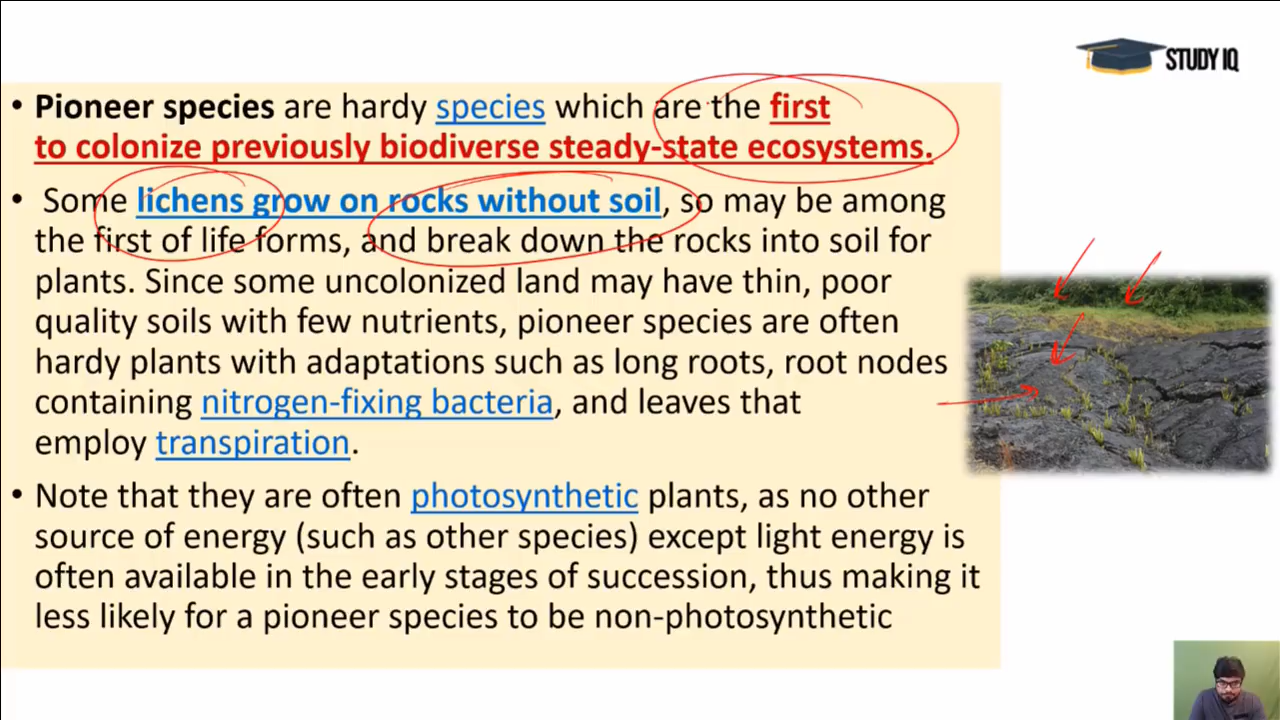 STUDY IQ
• Pioneer species are hardy species which are the first
to colonize previously biodiverse steady-state ecosystems.
• Some lichens grow on rocks without soil, so may be among
the first of life forms, and break down the rocks into soil for
plants. Since some uncolonized land may have thin, poor
quality soils with few nutrients, pioneer species are often
hardy plants with adaptations such as long roots, root nodes
containing nitrogen-fixing bacteria, and leaves that
employ transpiration.
• Note that they are often photosynthetic plants, as no other
source of energy (such as other species) except light energy is
often available in the early stages of succession, thus making it
less likely for a pioneer species to be non-photosynthetic